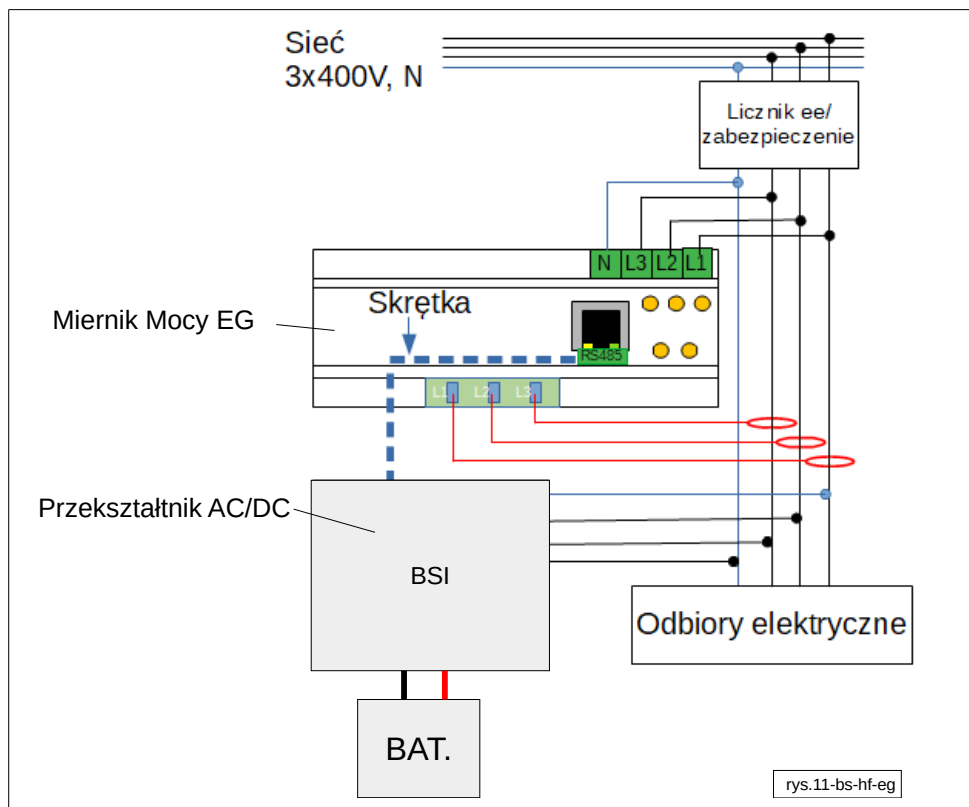 Sieć
3x400V, N
Licznik ee/
zabezpieczenie
N L3 L2 L1
Miernik Mocy EG
Skrętka
RS485
L1 L2 L3
Przekształtnik AC/DC
BSI
Odbiory elektryczne
BAT.
rys.11-bs-hf-eg